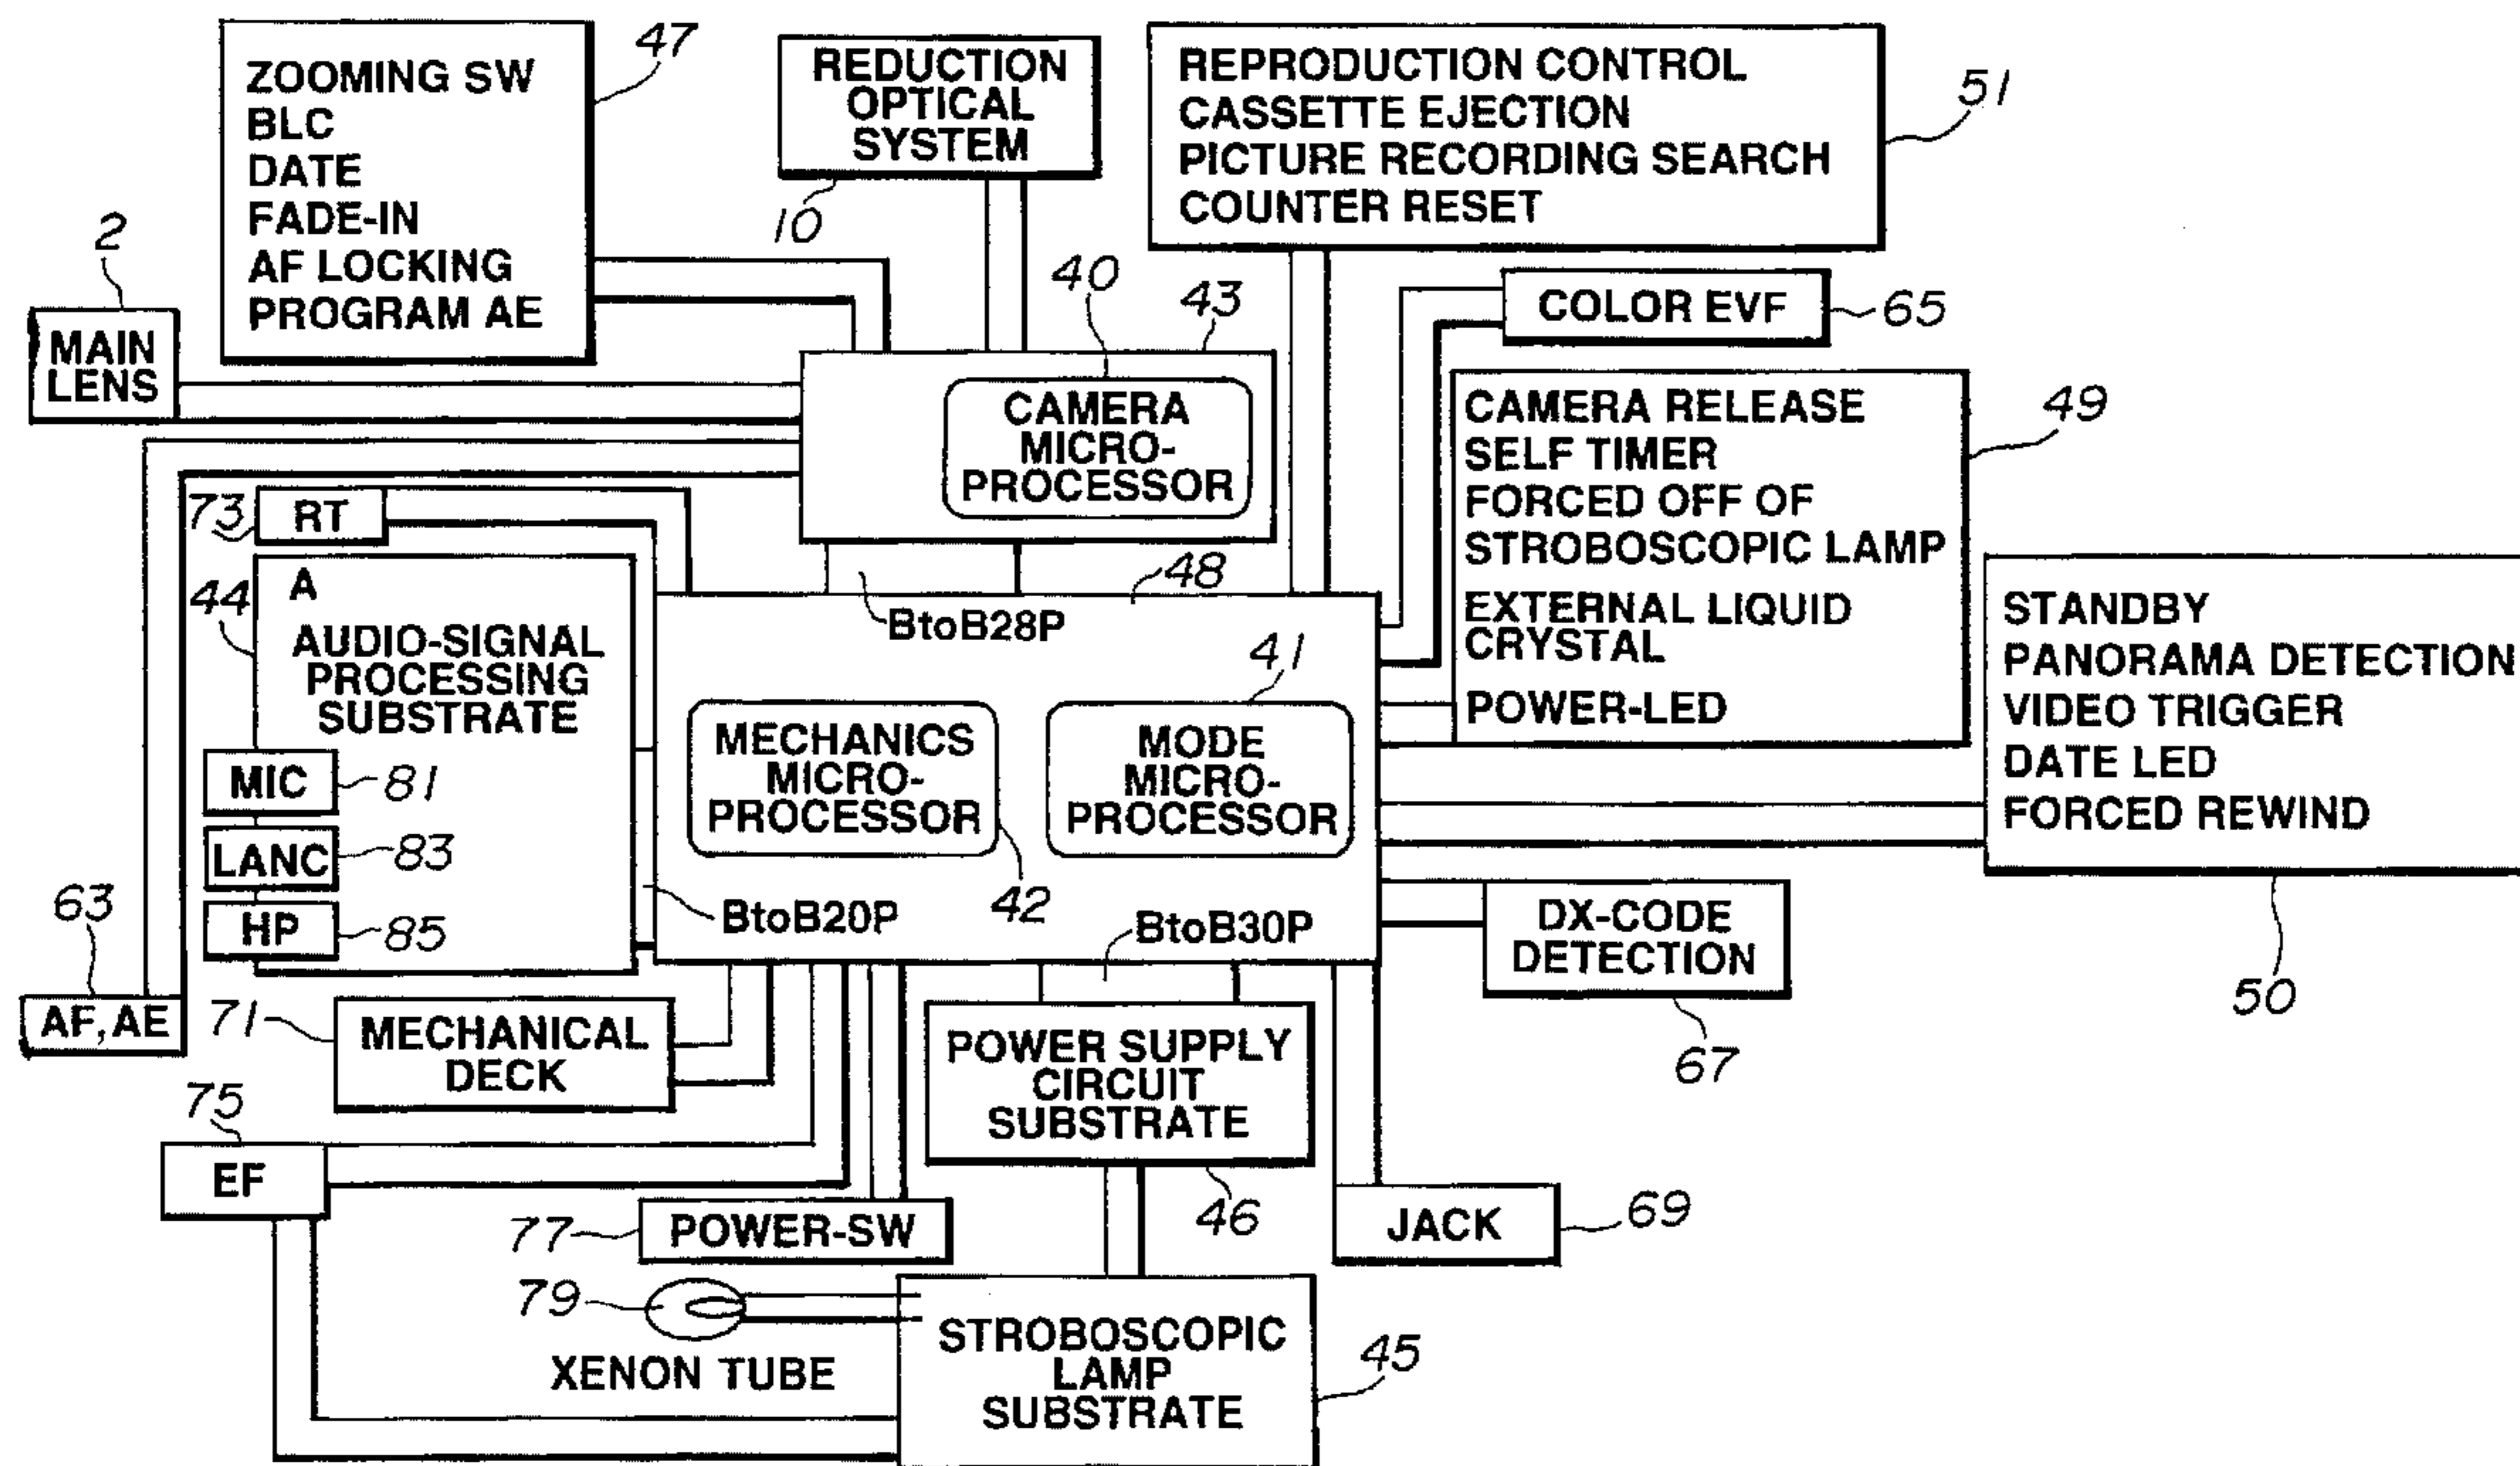 47
ZOOMING SW
BLC
DATE
FADE-IN
AF LOCKING
PROGRAM AE
REDUCTION
OPTICAL
SYSTEM
10
REPRODUCTION CONTROL
CASSETTE EJECTION
PICTURE RECORDING SEARCH
COUNTER RESET
51
2
MAIN
LENS
40
43
CAMERA
MICRO-
PROCESSOR
COLOR EVF
65
CAMERA RELEASE
SELF TIMER
FORCED OFF OF
STROBOSCOPIC LAMP
EXTERNAL LIQUID
CRYSTAL
POWER-LED
49
73
RT
44
A
AUDIO-SIGNAL
PROCESSING
SUBSTRATE
MIC
81
LANC
83
HP
85
48
BtoB28P
41
MECHANICS
MICRO-
PROCESSOR
42
MODE
MICRO-
PROCESSOR
BtoB20P
BtoB30P
STANDBY
PANORAMA DETECTION
VIDEO TRIGGER
DATE LED
FORCED REWIND
50
DX-CODE
DETECTION
67
63
AF, AE
71
MECHANICAL
DECK
POWER SUPPLY
CIRCUIT
SUBSTRATE
46
75
EF
77
POWER-SW
JACK
69
79
XENON TUBE
STROBOSCOPIC
LAMP
SUBSTRATE
45